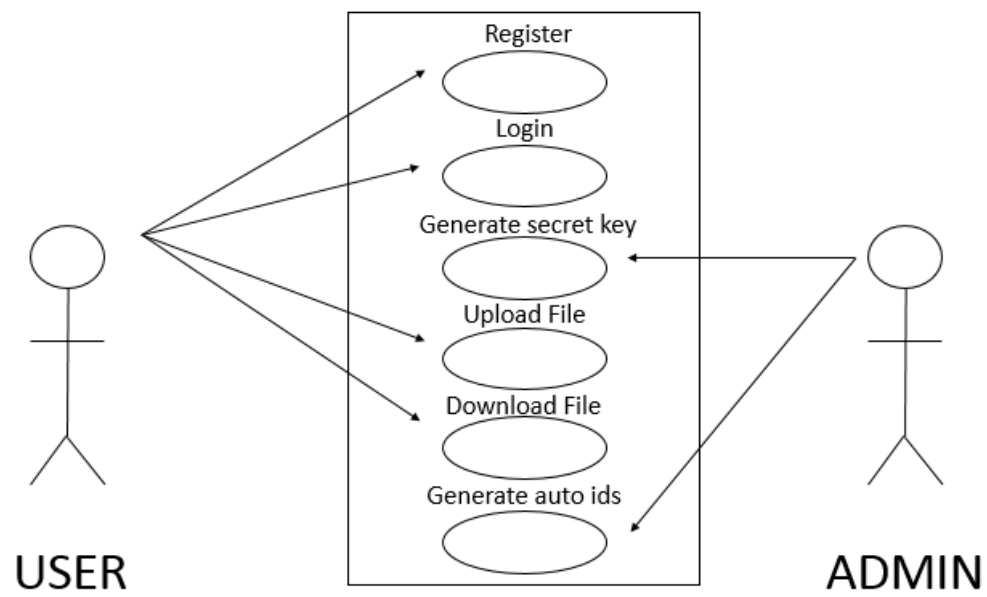 Register
Login
Generate secret key
Upload File
Download File
Generate auto ids
USER
ADMIN